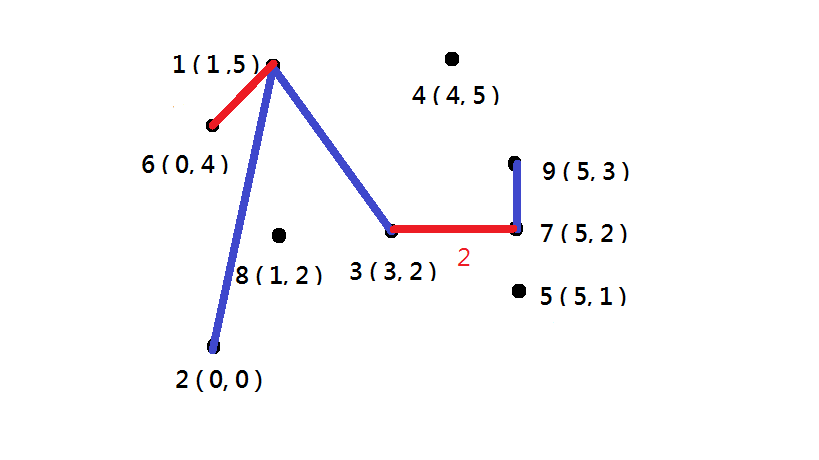 1 ( 1 ,5 )
4 ( 4, 5 )
6 ( 0, 4 )
9 ( 5, 3 )
7 ( 5, 2 )
2
8 ( 1, 2 )
3 ( 3, 2 )
5 ( 5, 1 )
2 ( 0, 0 )